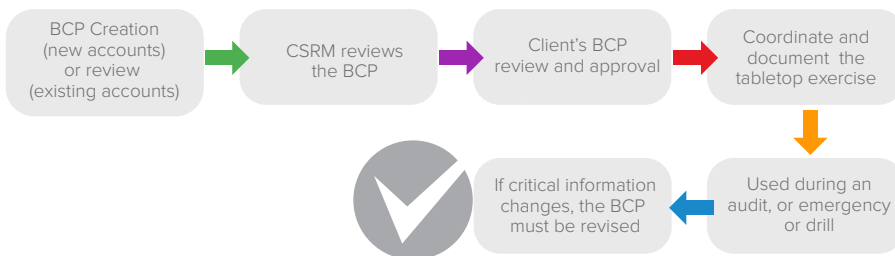 BCP Creation
(new accounts)
or review
(existing accounts)
CSRM reviews
the BCP
Client's BCP
review and approval
Coordinate and
document the
tabletop exercise
Used during an
audit, or emergency
or drill
If critical information
changes, the BCP
must be revised